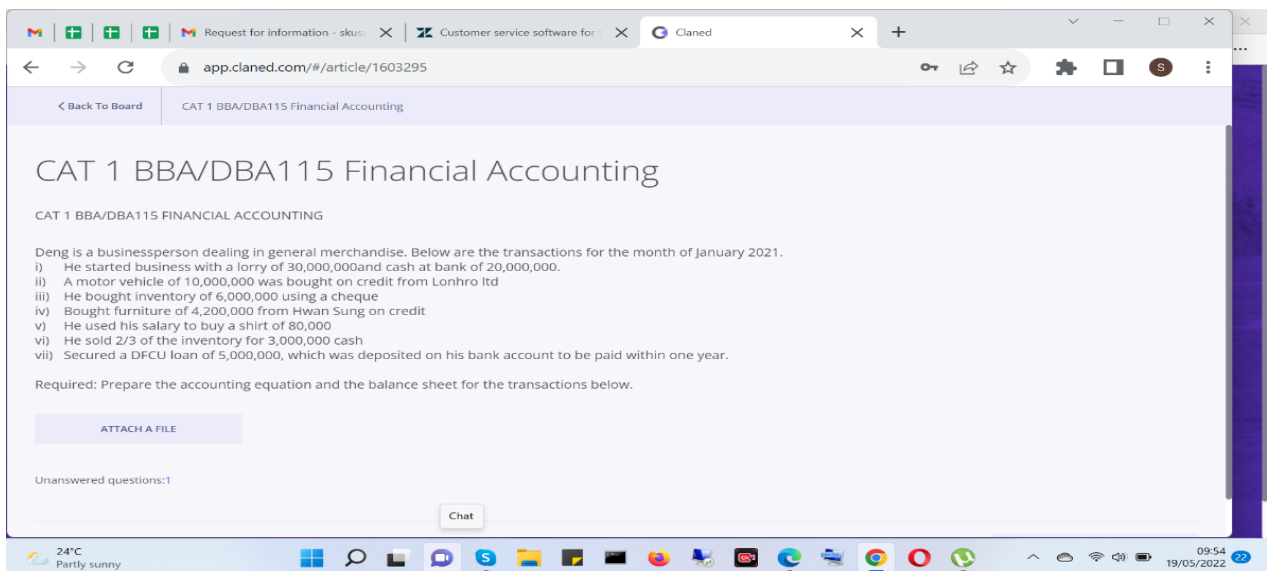 Request for information - skus
Customer service software for
Claned
app.claned.com/#/article/1603295
S
Back To Board
CAT 1 BBA/DBA115 Financial Accounting
CAT 1 BBA/DBA115 Financial Accounting
CAT 1 BBA/DBA115 FINANCIAL ACCOUNTING
Deng is a businessperson dealing in general merchandise. Below are the transactions for the month of January 2021.
i) He started business with a lorry of 30,000,000and cash at bank of 20,000,000.
ii) A motor vehicle of 10,000,000 was bought on credit from Lonhro ltd
iii) He bought inventory of 6,000,000 using a cheque
iv) Bought furniture of 4,200,000 from Hwan Sung on credit
v) He used his salary to buy a shirt of 80,000
vi) He sold 2/3 of the inventory for 3,000,000 cash
vii) Secured a DFCU loan of 5,000,000, which was deposited on his bank account to be paid within one year.
Required: Prepare the accounting equation and the balance sheet for the transactions below.
ATTACH A FILE
Unanswered questions:1
Chat
24°C
Partly sunny
09:54
19/05/2022
22